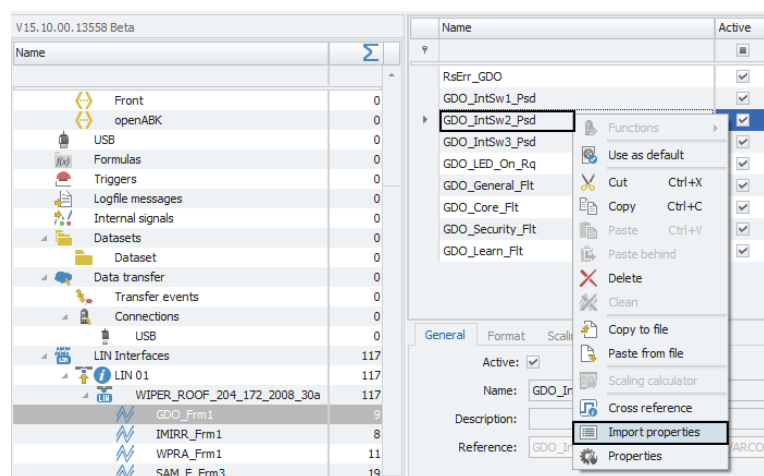 V15.10.00.13558 Beta
Name
Front 0
openABK 0
USB 0
Formulas 0
Triggers 0
Logfile messages 0
Internal signals 0
Datasets 0
Dataset 0
Data transfer 0
Transfer events 0
Connections 0
USB 0
LIN Interfaces 117
LIN 01 117
WIPER_ROOF_204_172_2008_30a 117
GDO_Frm1 9
IMIRR_Frm1 8
WPRA_Frm1 11
SAM_F_Frm3 19
Name Active
RsErr_GDO
GDO_IntSw1_Psd
GDO_IntSw2_Psd
GDO_IntSw3_Psd
GDO_LED_On_Rq
GDO_General_Flt
GDO_Core_Flt
GDO_Security_Flt
GDO_Learn_Flt
Functions
Use as default
Cut Ctrl+X
Copy Ctrl+C
Paste Ctrl+V
Paste behind
Delete
Clean
Copy to file
Paste from file
Scaling calculator
Cross reference
Import properties
Properties
General Format Scalin
Active:
Name: GDO_In
Description:
Reference: GDO_In /ARCO